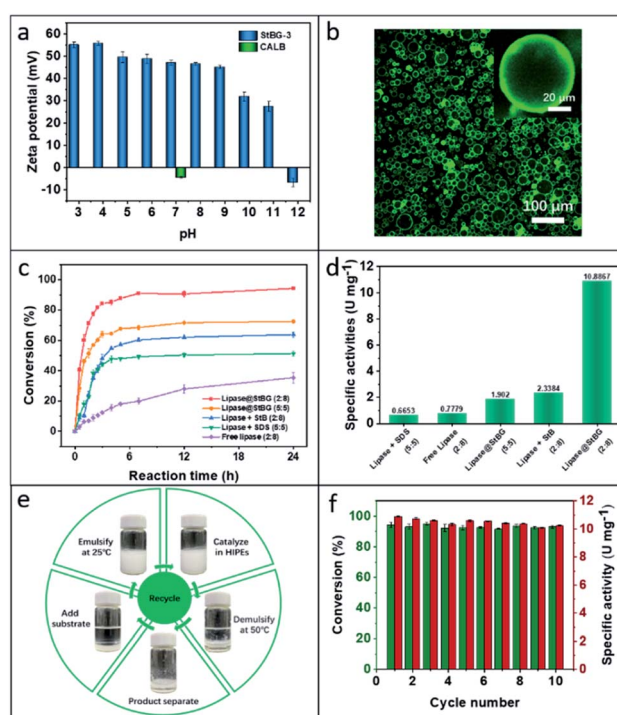 a
StBG-3
CALB
Zeta potential (mV)
60
50
40
30
20
10
0
-10
3 4 5 6 7 8 9 10 11 12
pH
b
20 μm
100 μm
c
Conversion (%)
100
80
60
40
20
0
Lipase@StBG (2:8)
Lipase@StBG (5:5)
Lipase + StB (2:8)
Lipase + SDS (5:5)
Free lipase (2:8)
0 6 12 18 24
Reaction time (h)
d
Specific activities (U mg⁻¹)
12
10
8
6
4
2
0
0.6653
0.7779
1.902
2.3384
10.8867
Lipase + SDS
(5:5)
Free Lipase
(2:8)
Lipase@StBG
(5:5)
Lipase + StB
(2:8)
Lipase@StBG
(2:8)
e
Emulsify
at 25℃
Catalyze
in HIPEs
Recycle
Add
substrate
Demulsify
at 50℃
Product separate
f
Conversion (%)
100
80
60
40
20
0
2 4 6 8 10
Cycle number
12
10
8
6
4
2
0
Specific activity (U mg⁻¹)